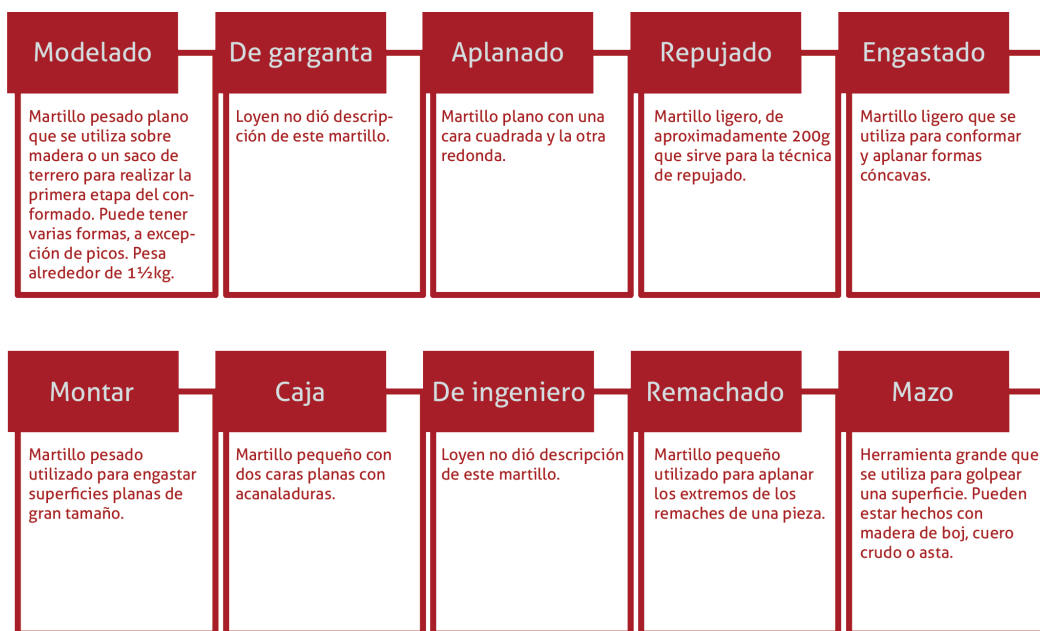 Modelado
Martillo pesado plano
que se utiliza sobre
madera o un saco de
terrero para realizar la
primera etapa del con-
formado. Puede tener
varias formas, a excep-
ción de picos. Pesa
alrededor de 1½kg.
De garganta
Loyen no dió descrip-
ción de este martillo.
Aplanado
Martillo plano con una
cara cuadrada y la otra
redonda.
Repujado
Martillo ligero, de
aproximadamente 200g
que sirve para la técnica
de repujado.
Engastado
Martillo ligero que se
utiliza para conformar
y aplanar formas
cóncavas.
Montar
Martillo pesado
utilizado para engastar
superficies planas de
gran tamaño.
Caja
Martillo pequeño con
dos caras planas con
acanaladuras.
De ingeniero
Loyen no dió descripción
de este martillo.
Remachado
Martillo pequeño
utilizado para aplanar
los extremos de los
remaches de una pieza.
Mazo
Herramienta grande que
se utiliza para golpear
una superficie. Pueden
estar hechos con
madera de boj, cuero
crudo o asta.